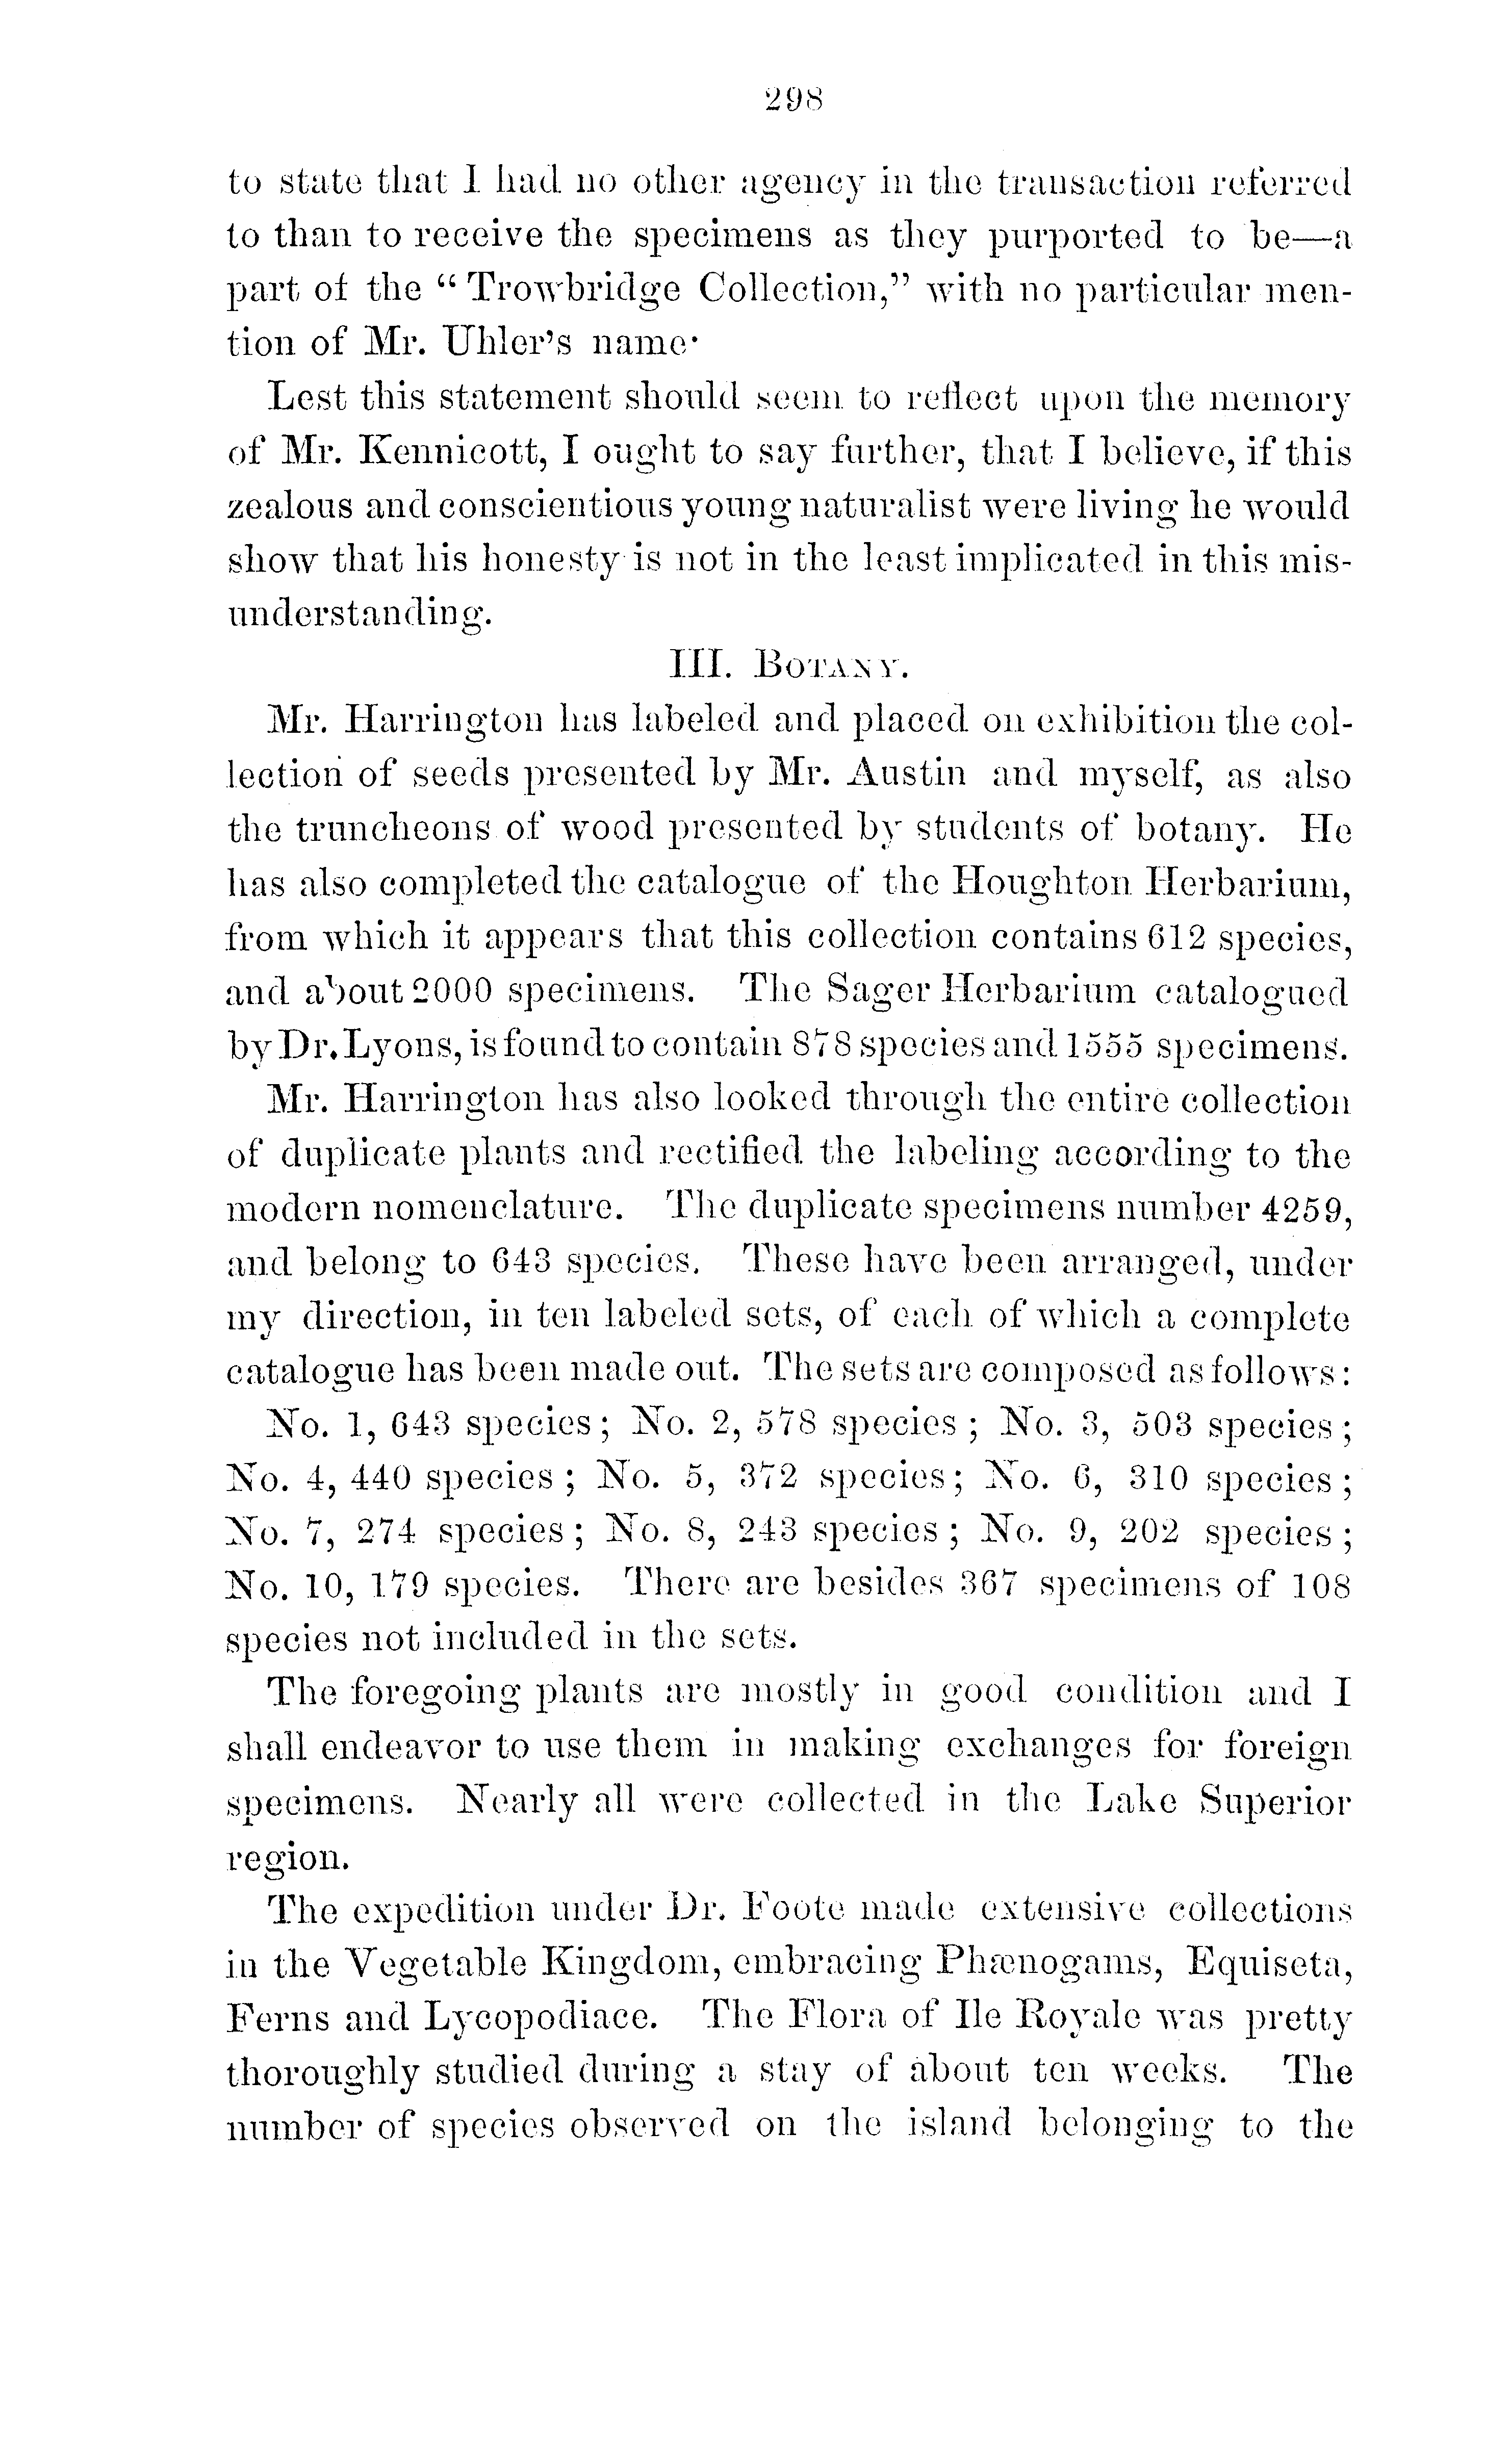 298
to state that I had no other agency in the transaction referred
to than to receive the specimens as they purported to be—a
part of the “Trowbridge Collection,” with no particular men-
tion of Mr. Uhler’s name·
Lest this statement should seem to reflect upon the memory
of Mr. Kennicott, I ought to say further, that I believe, if this
zealous and conscientious young naturalist were living he would
show that his honesty is not in the least implicated in this mis-
understanding.
III. BOTANY.
Mr. Harrington has labeled and placed on exhibition the col-
lection of seeds presented by Mr. Austin and myself, as also
the truncheons of wood presented by students of botany. He
has also completed the catalogue of the Houghton Herbarium,
from which it appears that this collection contains 612 species,
and about 2000 specimens. The Sager Herbarium catalogued
by Dr. Lyons, is found to contain 878 species and 1555 specimens.
Mr. Harrington has also looked through the entire collection
of duplicate plants and rectified the labeling according to the
modern nomenclature. The duplicate specimens number 4259,
and belong to 643 species. These have been arranged, under
my direction, in ten labeled sets, of each of which a complete
catalogue has been made out. The sets are composed as follows:
No. 1, 643 species; No. 2, 578 species; No. 3, 503 species;
No. 4, 440 species; No. 5, 372 species; No. 6, 310 species;
No. 7, 274 species; No. 8, 243 species; No. 9, 202 species;
No. 10, 179 species. There are besides 367 specimens of 108
species not included in the sets.
The foregoing plants are mostly in good condition and I
shall endeavor to use them in making exchanges for foreign
specimens. Nearly all were collected in the Lake Superior
region.
The expedition under Dr. Foote made extensive collections
in the Vegetable Kingdom, embracing Phænogams, Equiseta,
Ferns and Lycopodiace. The Flora of Ile Royale was pretty
thoroughly studied during a stay of about ten weeks. The
number of species observed on the island belonging to the